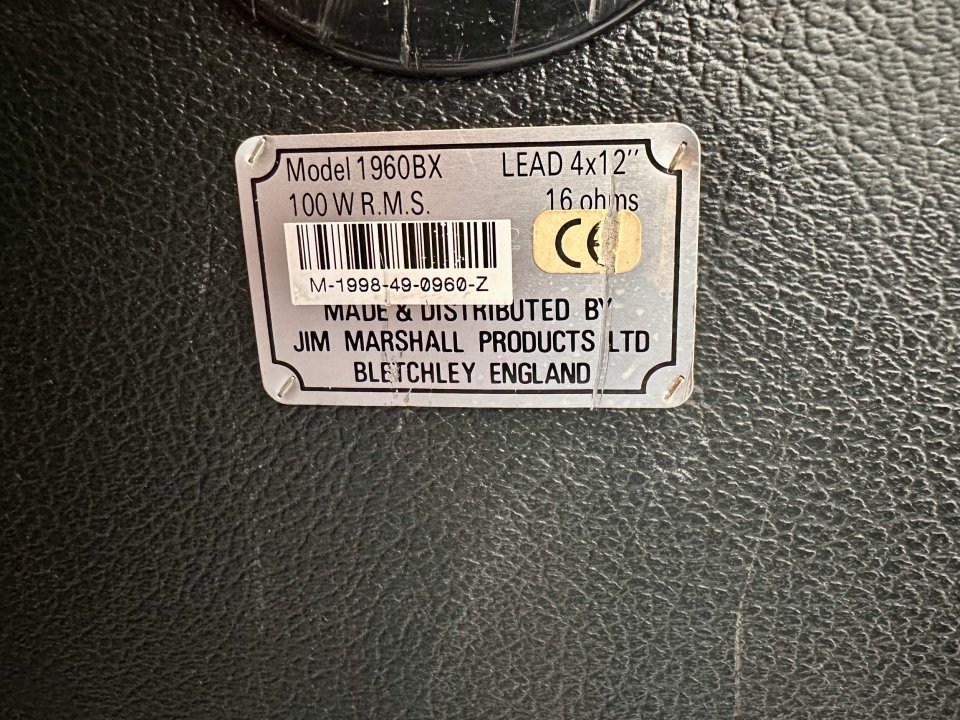 Model 1960BX LEAD 4x12"
100 W R.M.S. 16 ohms
CE
M-1998-49-0960-Z
MADE & DISTRIBUTED BY
JIM MARSHALL PRODUCTS LTD
BLETCHLEY ENGLAND